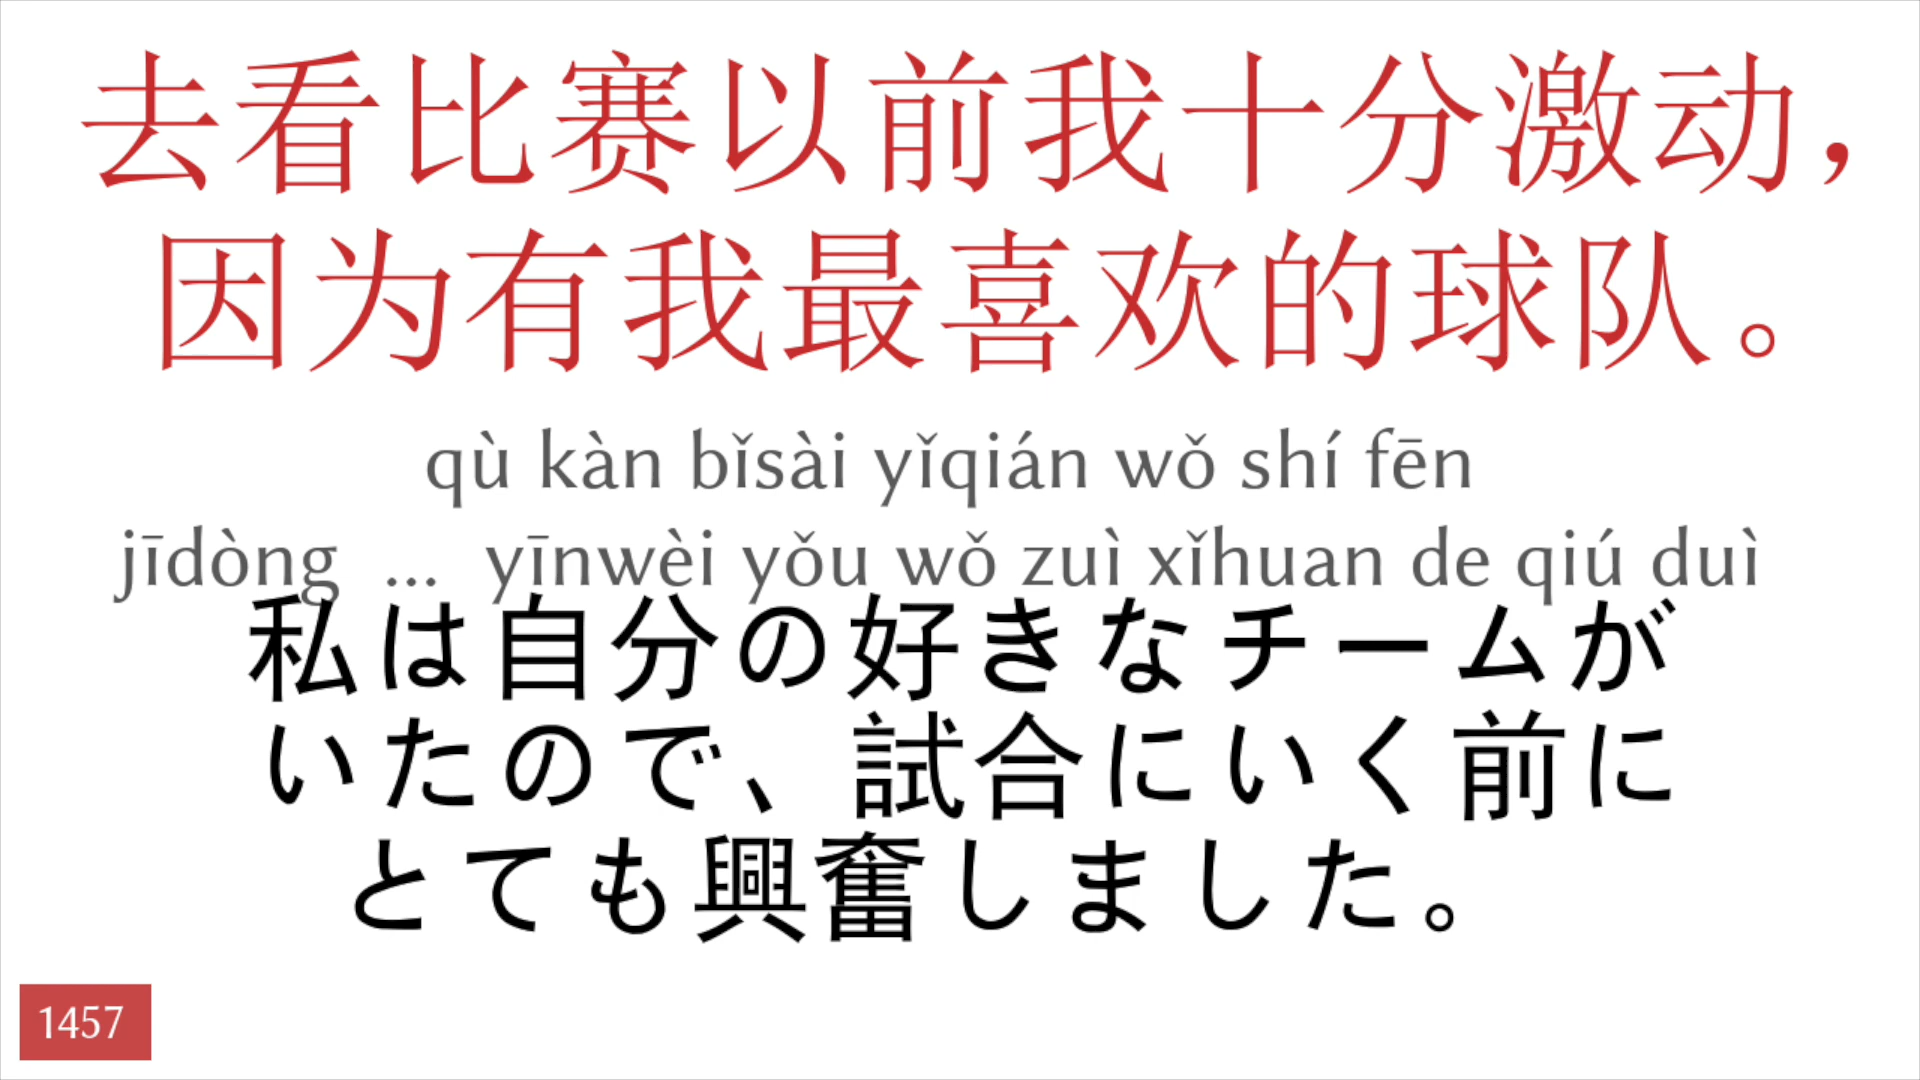 去看比赛以前我十分激动，
因为有我最喜欢的球队。
qù kàn bǐsài yǐqián wǒ shí fēn
jīdòng ... yīnwèi yǒu wǒ zuì xǐhuan de qiú duì
私は自分の好きなチームが
いたので、試合にいく前に
とても興奮しました。
1457